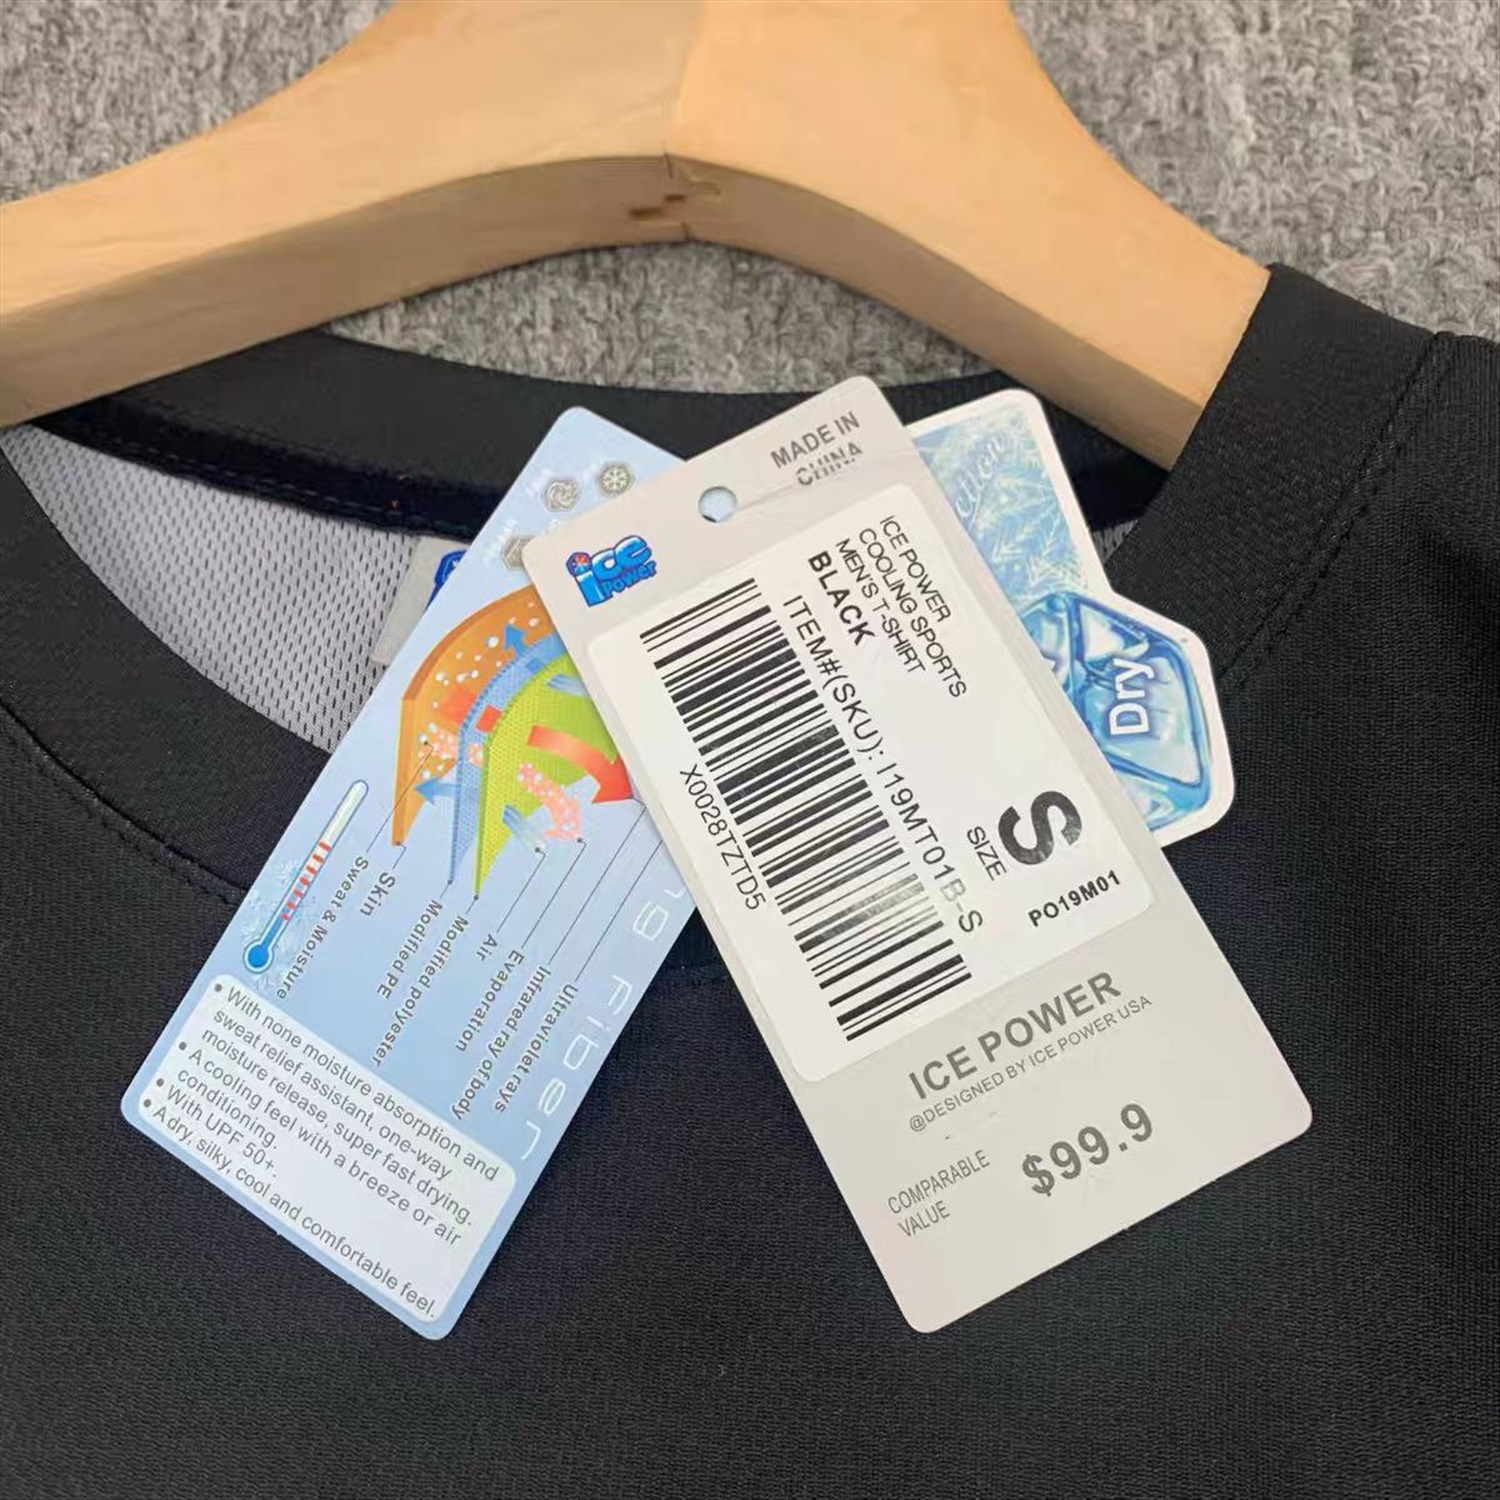 MADE IN
CHINA
ice
Power
ICE POWER
COOLING SPORTS
MEN'S T-SHIRT
BLACK
ITEM#(SKU): I19MT01B-S
X0028TZTD5
S
SIZE
PO19M01
ICE POWER
@DESIGNED BY ICE POWER USA
COMPARABLE
VALUE
$99.9
Dry
Skin
Swear & Moisture
Modified PE
Modified polyester
Air
Evaporation
Infrared ray of body
Ultraviolet rays
ng Fiber
• With none moisture absorption and
sweat relief assistant, one-way
moisture release, super fast drying.
• A cooling feel with a breeze or air
conditioning.
• With UPF 50+.
• A dry, silky, cool and comfortable feel.